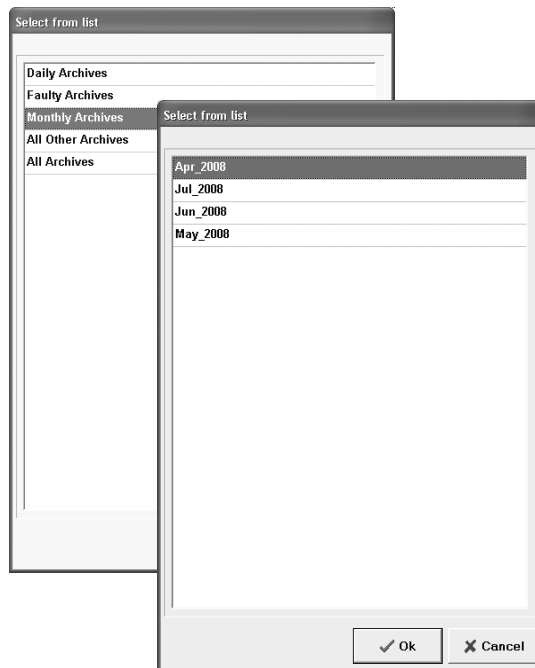 Select from list
Daily Archives
Faulty Archives
Monthly Archives
All Other Archives
All Archives
Select from list
Apr_2008
Jul_2008
Jun_2008
May_2008
Ok
Cancel